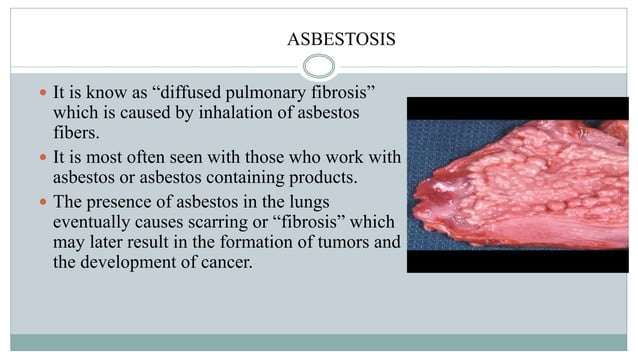 ASBESTOSIS
It is know as “diffused pulmonary fibrosis”
which is caused by inhalation of asbestos
fibers.
It is most often seen with those who work with
asbestos or asbestos containing products.
The presence of asbestos in the lungs
eventually causes scarring or “fibrosis” which
may later result in the formation of tumors and
the development of cancer.